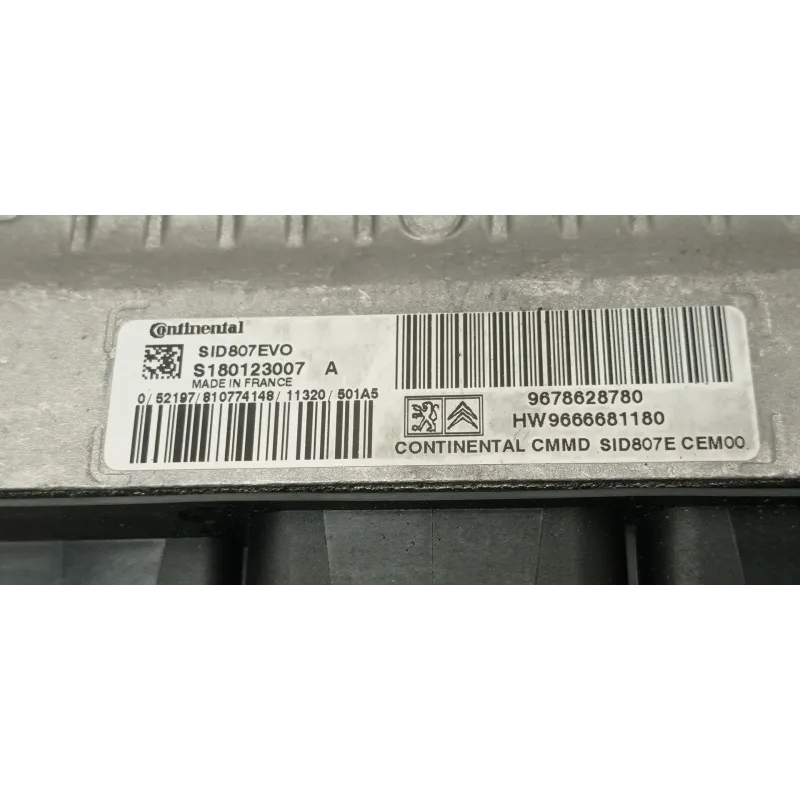 Continental
SID807EVO
S180123007 A
MADE IN FRANCE
0/52197/810774148/11320/501A5
9678628780
HW9666681180
CONTINENTAL CMMD SID807E CEM00